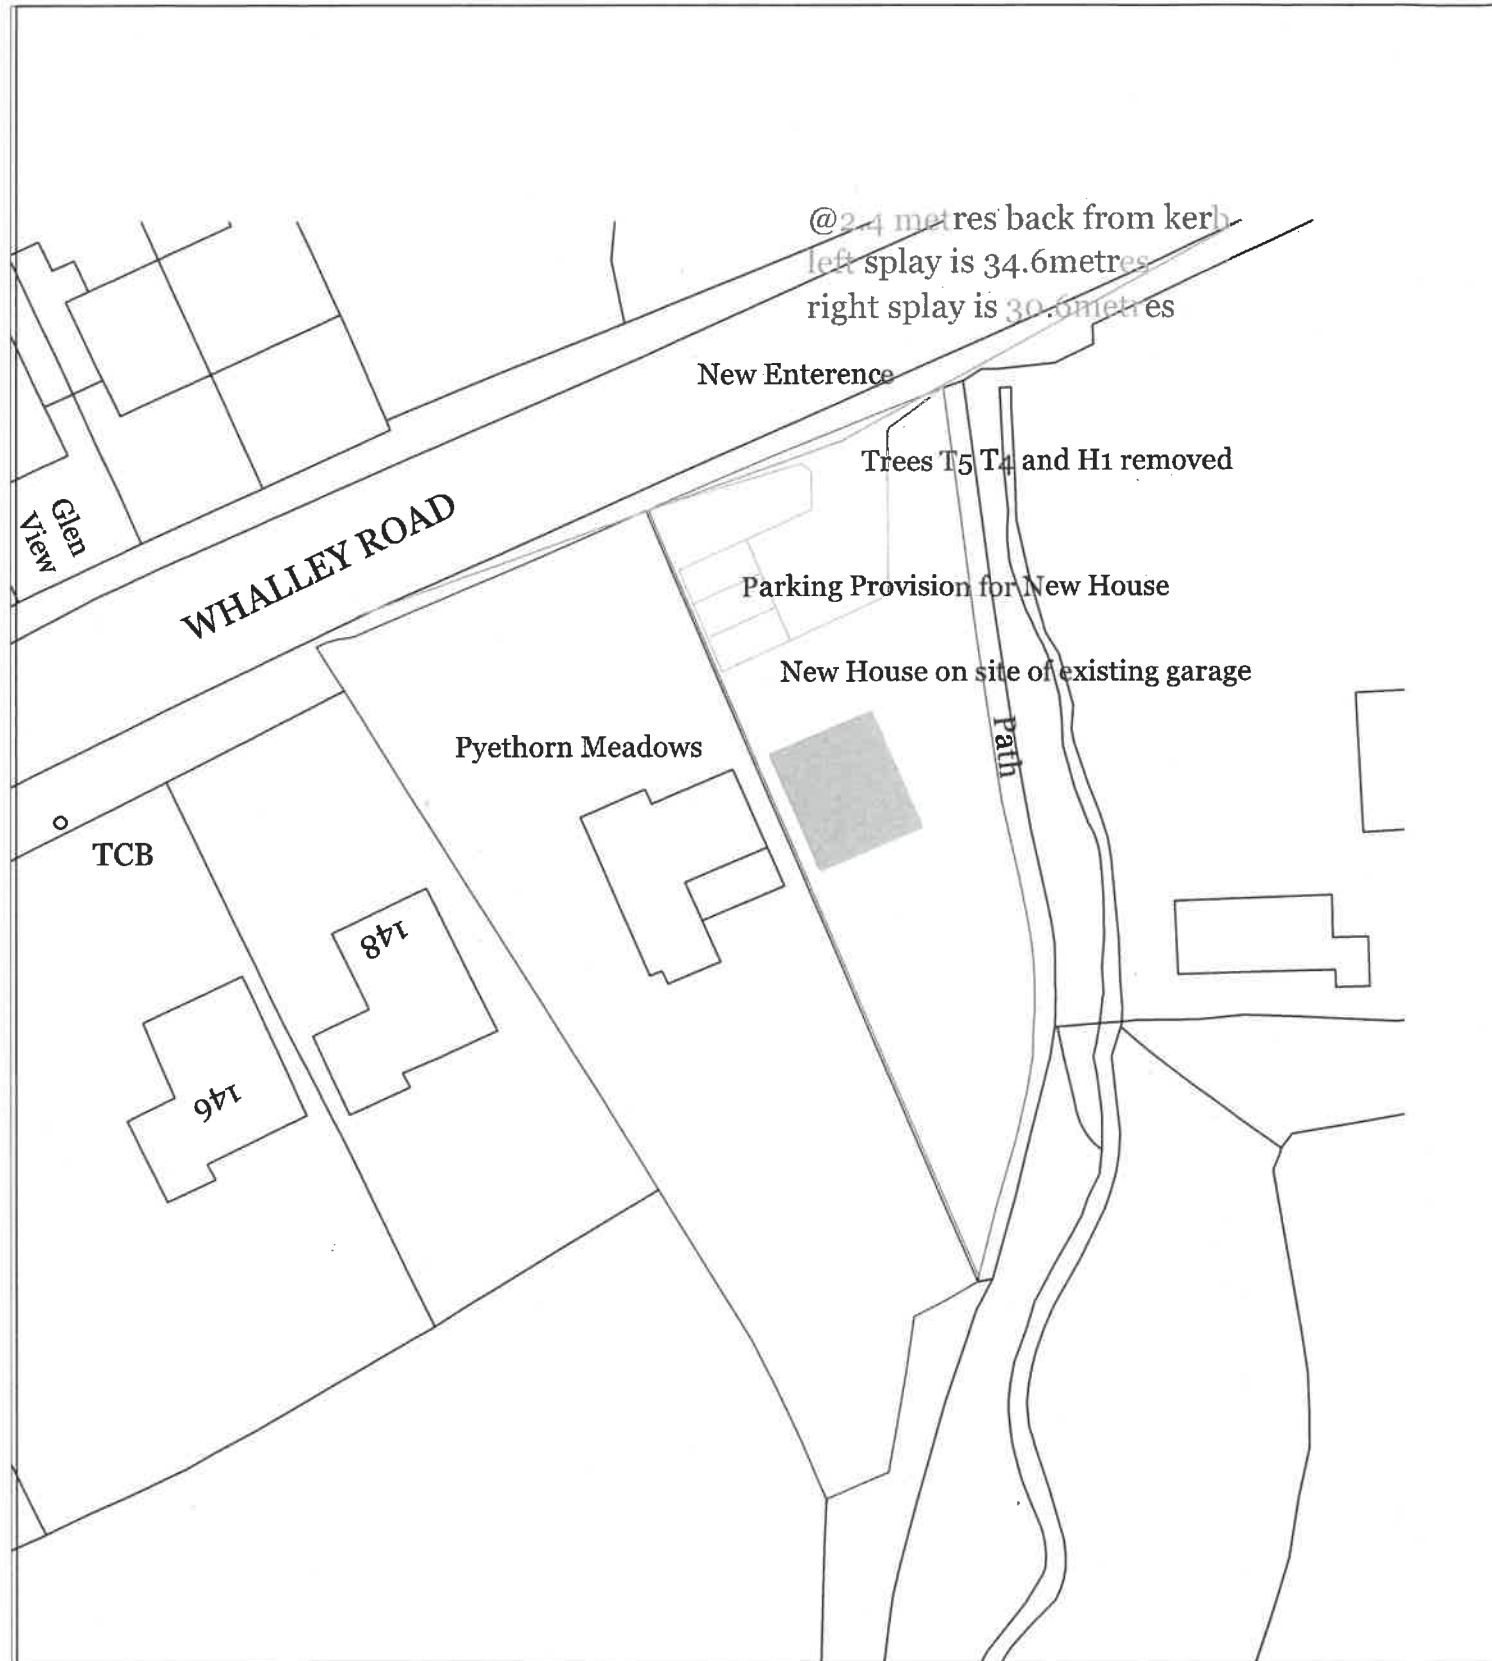 @2.4 metres back from kerb
left splay is 34.6metres
right splay is 30.6metres
New Enterence
Trees T5 T4 and H1 removed
Glen
View
WHALLEY ROAD
Parking Provision for New House
New House on site of existing garage
Path
Pyethorn Meadows
TCB
148
146